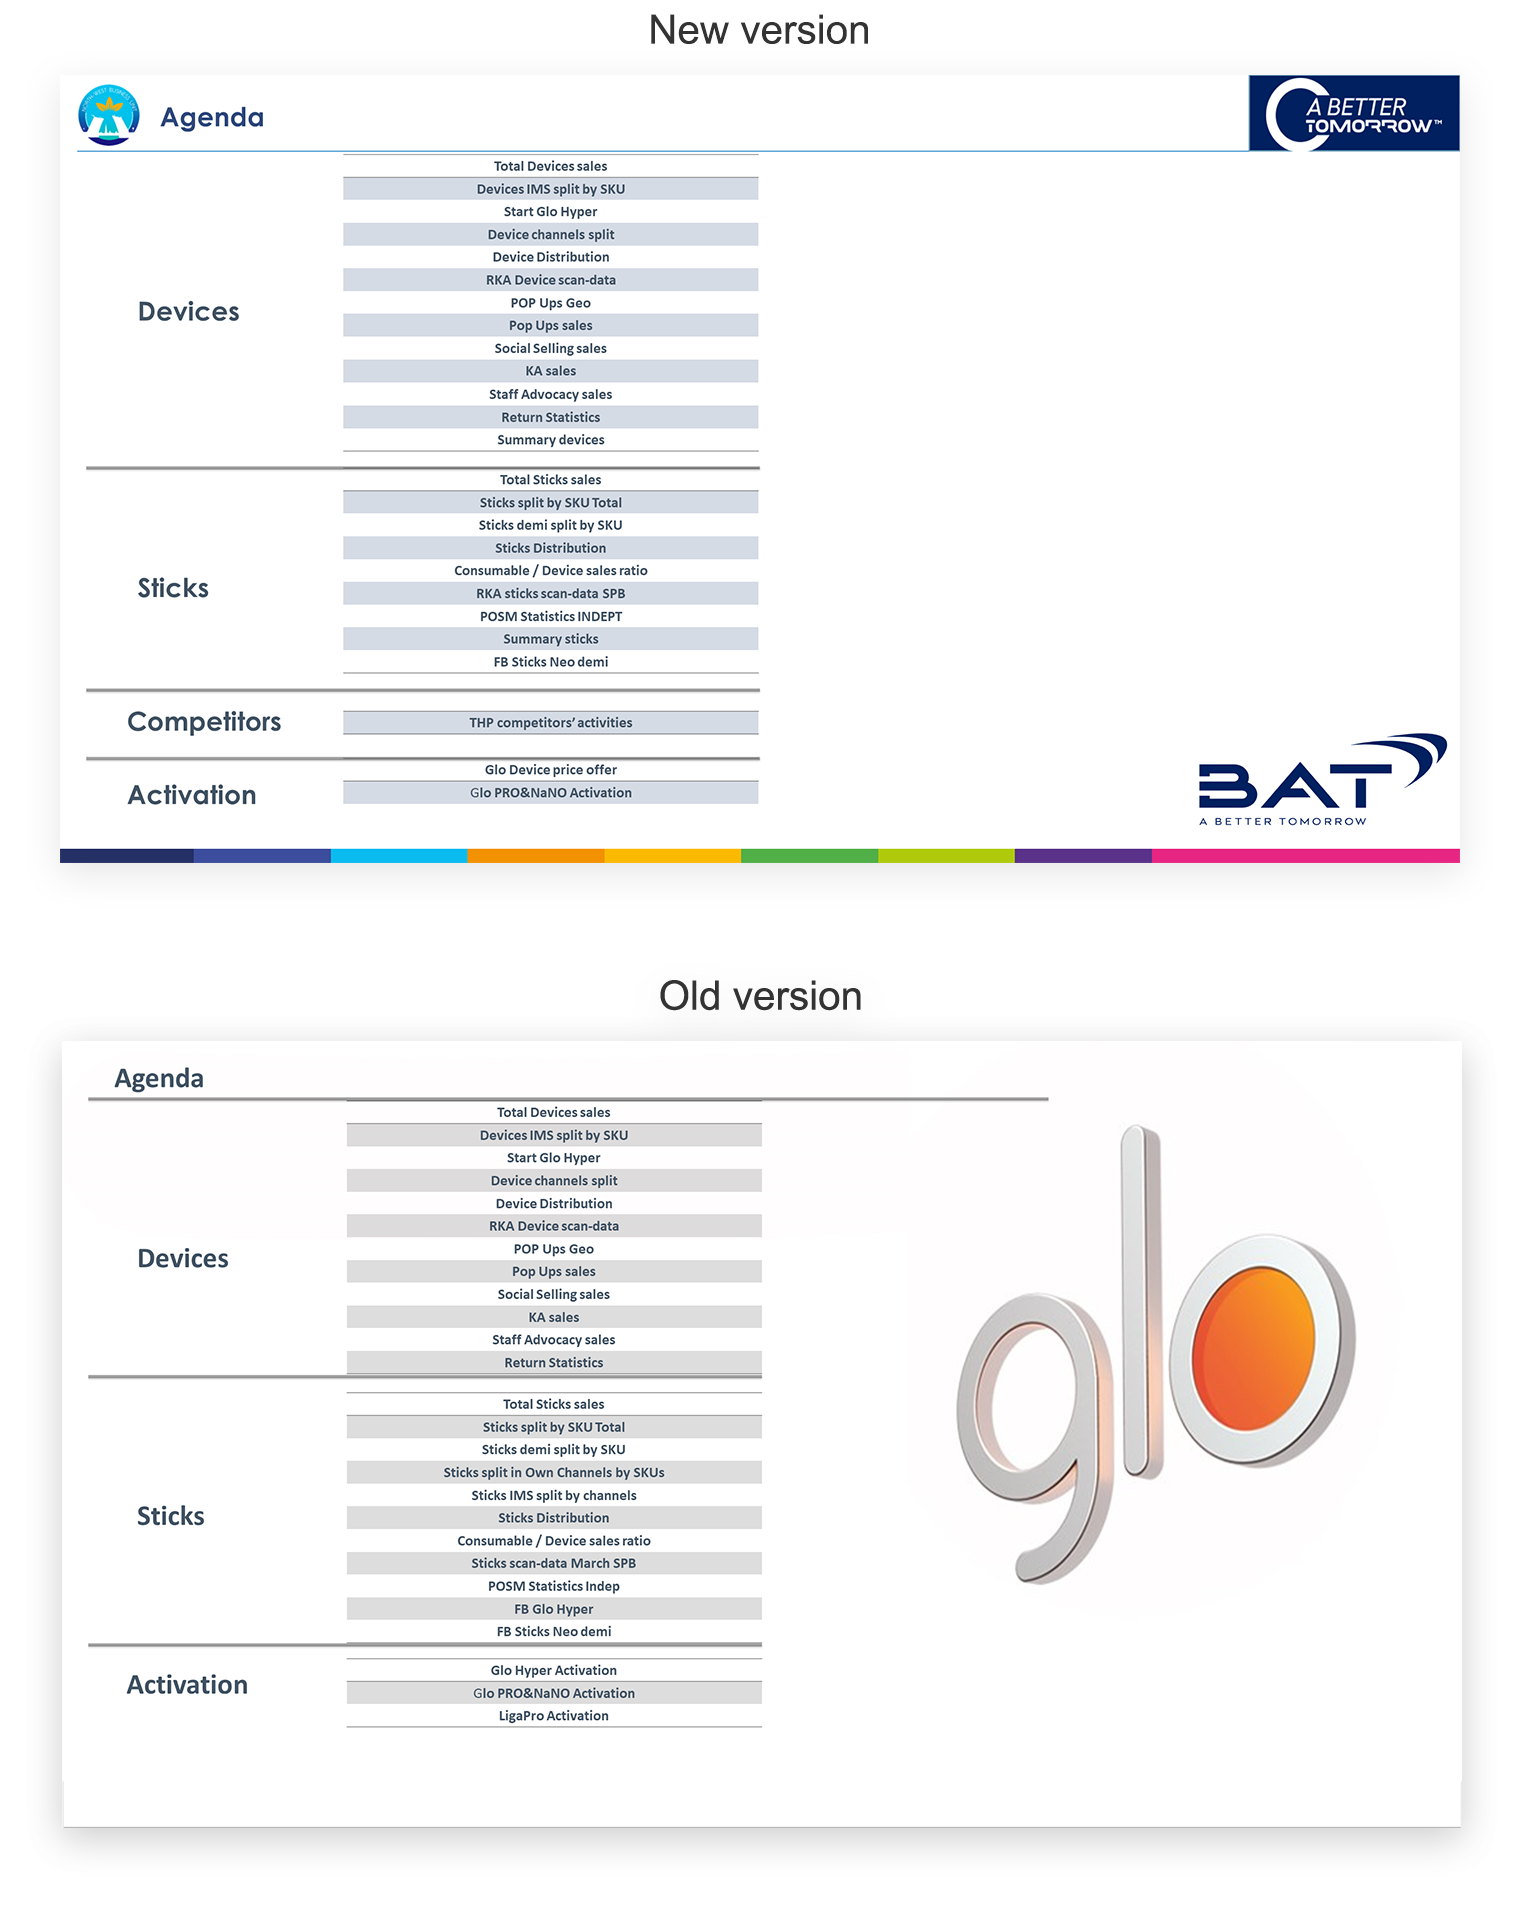 New version
NORTH WEST BUSINESS UNIT
Agenda
A BETTER
TOMORROW™
Devices
Total Devices sales
Devices IMS split by SKU
Start Glo Hyper
Device channels split
Device Distribution
RKA Device scan-data
POP Ups Geo
Pop Ups sales
Social Selling sales
KA sales
Staff Advocacy sales
Return Statistics
Summary devices
Sticks
Total Sticks sales
Sticks split by SKU Total
Sticks demi split by SKU
Sticks Distribution
Consumable / Device sales ratio
RKA sticks scan-data SPB
POSM Statistics INDEPT
Summary sticks
FB Sticks Neo demi
Competitors
THP competitors’ activities
Activation
Glo Device price offer
Glo PRO&NaNO Activation
BAT
A BETTER TOMORROW
Old version
Agenda
Devices
Total Devices sales
Devices IMS split by SKU
Start Glo Hyper
Device channels split
Device Distribution
RKA Device scan-data
POP Ups Geo
Pop Ups sales
Social Selling sales
KA sales
Staff Advocacy sales
Return Statistics
Sticks
Total Sticks sales
Sticks split by SKU Total
Sticks demi split by SKU
Sticks split in Own Channels by SKUs
Sticks IMS split by channels
Sticks Distribution
Consumable / Device sales ratio
Sticks scan-data March SPB
POSM Statistics Indep
FB Glo Hyper
FB Sticks Neo demi
Activation
Glo Hyper Activation
Glo PRO&NaNO Activation
LigaPro Activation
glo